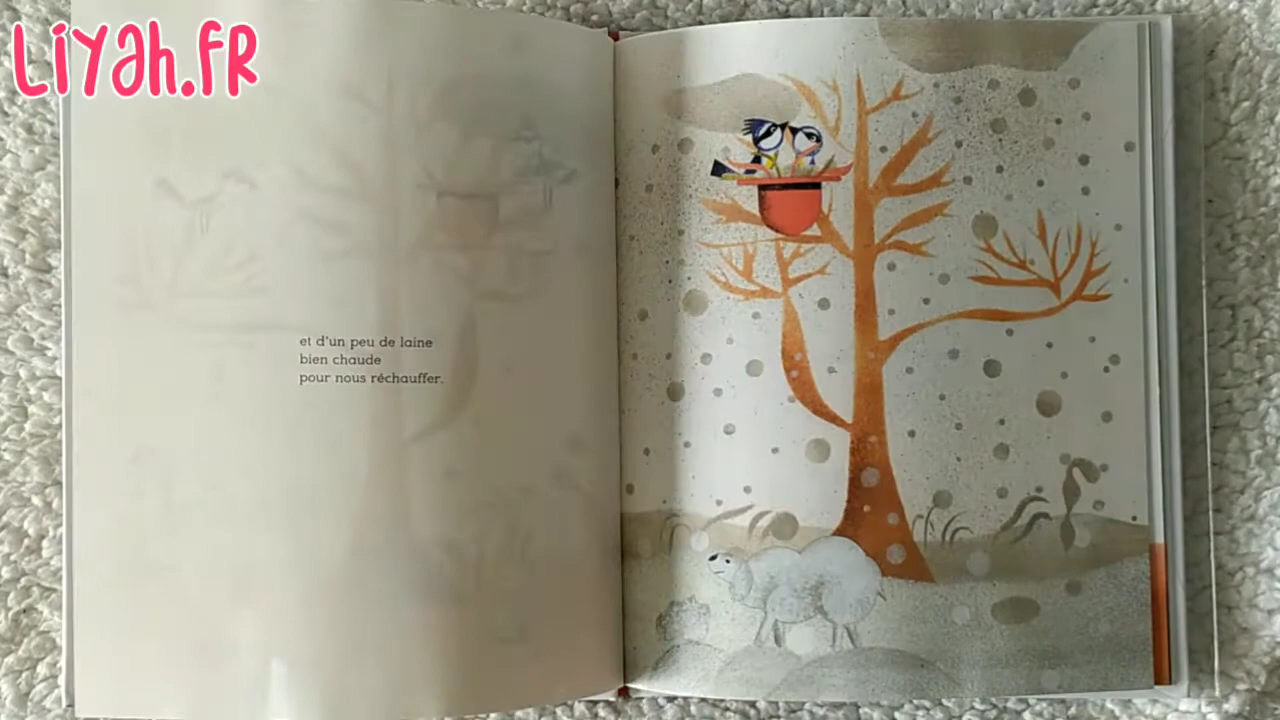 LiYah.FR
et d'un peu de laine
bien chaude
pour nous réchauffer.